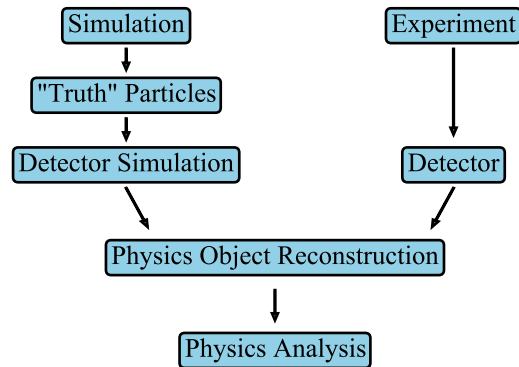 Simulation
Experiment
"Truth" Particles
Detector Simulation
Detector
Physics Object Reconstruction
Physics Analysis